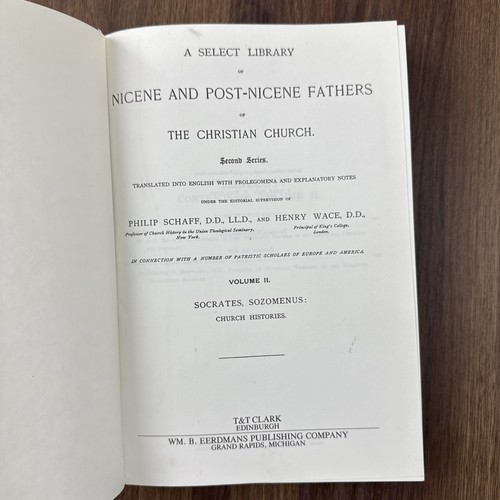 A SELECT LIBRARY
OF
NICENE AND POST-NICENE FATHERS
OF
THE CHRISTIAN CHURCH.
Second Series.
TRANSLATED INTO ENGLISH WITH PROLEGOMENA AND EXPLANATORY NOTES
UNDER THE EDITORIAL SUPERVISION OF
PHILIP SCHAFF, D.D., LL.D., AND HENRY WACE, D.D.,
Professor of Church History in the Union Theological Seminary, Principal of King's College,
New York. London.
IN CONNECTION WITH A NUMBER OF PATRISTIC SCHOLARS OF EUROPE AND AMERICA.
VOLUME II.
SOCRATES, SOZOMENUS:
CHURCH HISTORIES.
T&T CLARK
EDINBURGH
WM. B. EERDMANS PUBLISHING COMPANY
GRAND RAPIDS, MICHIGAN